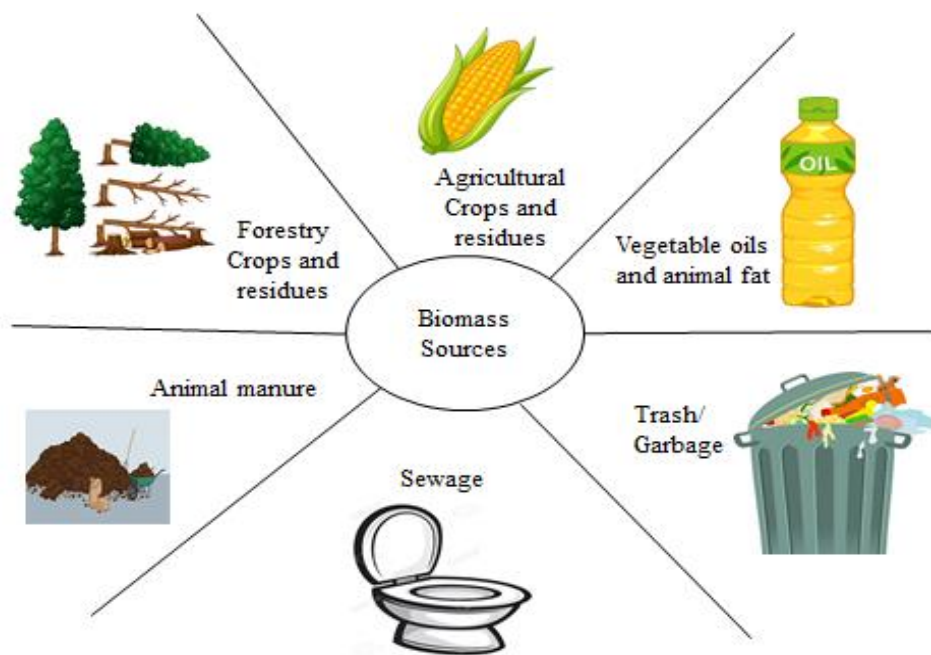 Agricultural
Crops and
residues
OIL
Vegetable oils
and animal fat
Forestry
Crops and
residues
Biomass
Sources
Animal manure
Trash/
Garbage
Sewage